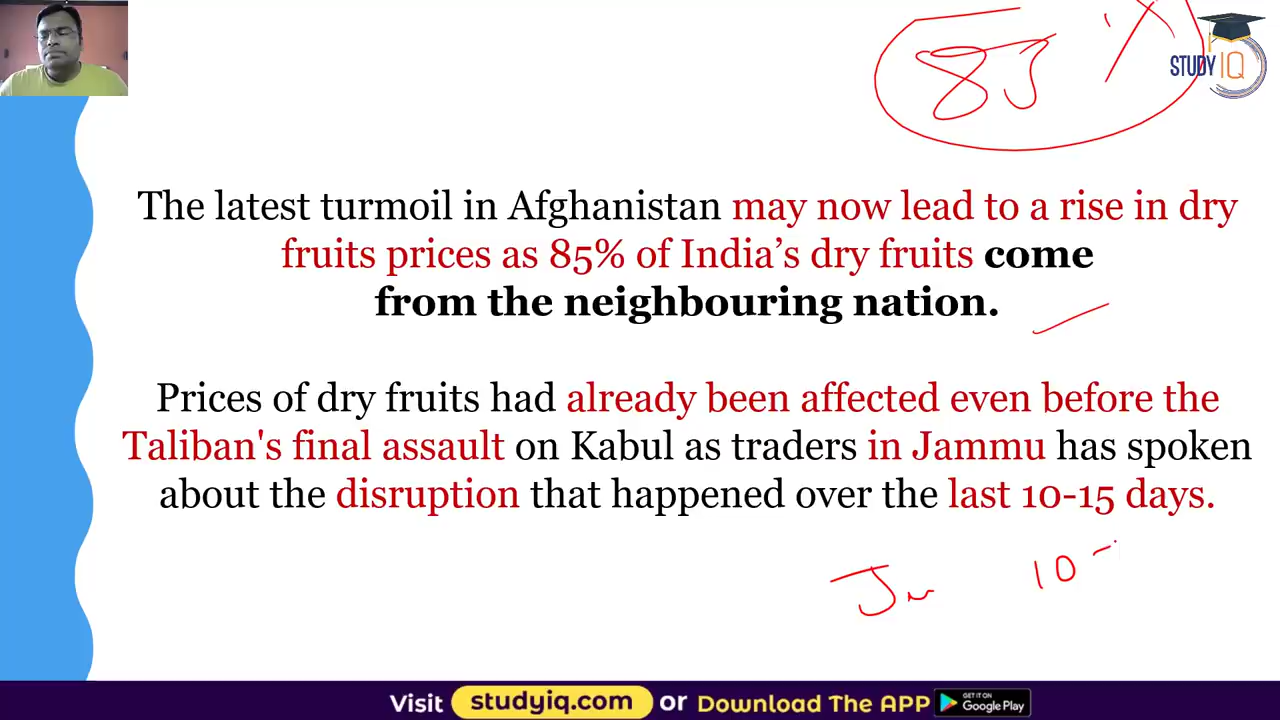 85 %
STUDY IQ
The latest turmoil in Afghanistan may now lead to a rise in dry
fruits prices as 85% of India’s dry fruits come
from the neighbouring nation.
Prices of dry fruits had already been affected even before the
Taliban's final assault on Kabul as traders in Jammu has spoken
about the disruption that happened over the last 10-15 days.
10 -
Visit studyiq.com or Download The APP GET IT ON Google Play